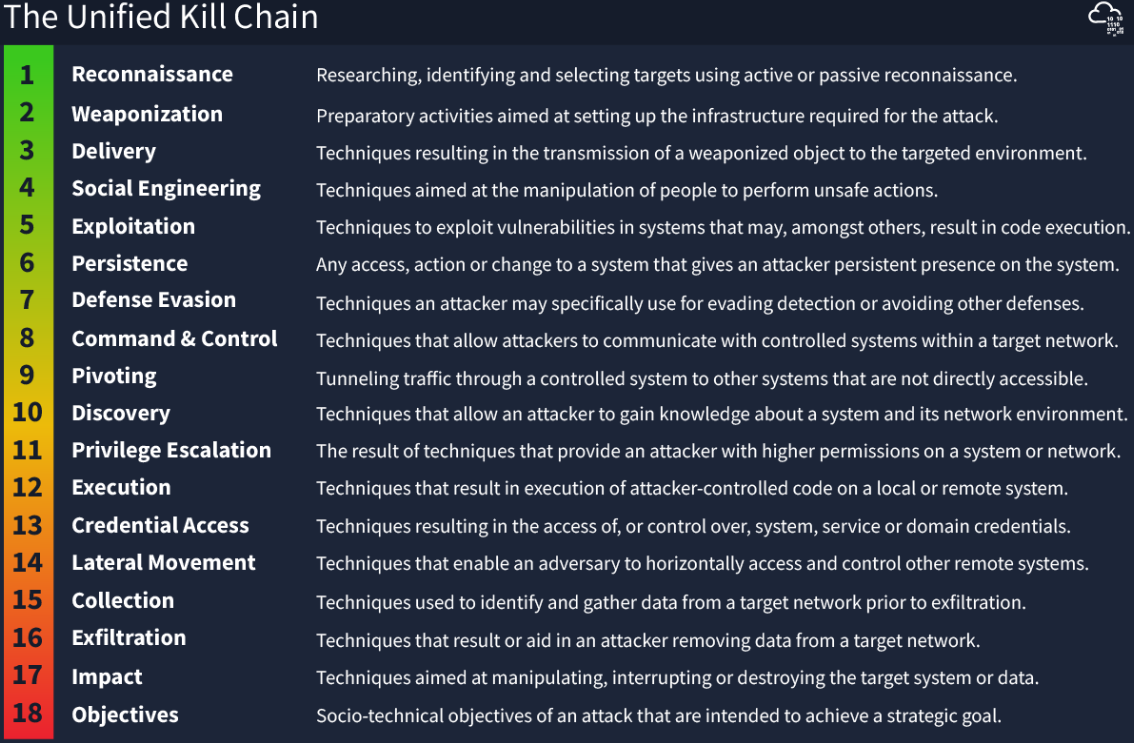 The Unified Kill Chain
1 Reconnaissance Researching, identifying and selecting targets using active or passive reconnaissance.
2 Weaponization Preparatory activities aimed at setting up the infrastructure required for the attack.
3 Delivery Techniques resulting in the transmission of a weaponized object to the targeted environment.
4 Social Engineering Techniques aimed at the manipulation of people to perform unsafe actions.
5 Exploitation Techniques to exploit vulnerabilities in systems that may, amongst others, result in code execution.
6 Persistence Any access, action or change to a system that gives an attacker persistent presence on the system.
7 Defense Evasion Techniques an attacker may specifically use for evading detection or avoiding other defenses.
8 Command & Control Techniques that allow attackers to communicate with controlled systems within a target network.
9 Pivoting Tunneling traffic through a controlled system to other systems that are not directly accessible.
10 Discovery Techniques that allow an attacker to gain knowledge about a system and its network environment.
11 Privilege Escalation The result of techniques that provide an attacker with higher permissions on a system or network.
12 Execution Techniques that result in execution of attacker-controlled code on a local or remote system.
13 Credential Access Techniques resulting in the access of, or control over, system, service or domain credentials.
14 Lateral Movement Techniques that enable an adversary to horizontally access and control other remote systems.
15 Collection Techniques used to identify and gather data from a target network prior to exfiltration.
16 Exfiltration Techniques that result or aid in an attacker removing data from a target network.
17 Impact Techniques aimed at manipulating, interrupting or destroying the target system or data.
18 Objectives Socio-technical objectives of an attack that are intended to achieve a strategic goal.